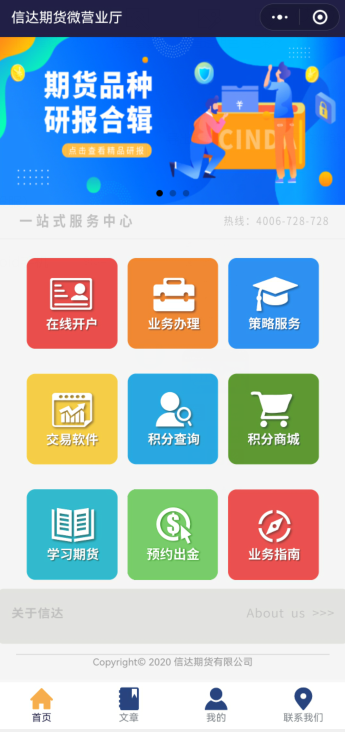 信达期货微营业厅
期货品种
研报合辑
点击查看精品研报
CINDA
一站式服务中心
热线：4006-728-728
在线开户
业务办理
策略服务
交易软件
积分查询
积分商城
学习期货
预约出金
业务指南
关于信达
About us >>>
Copyright© 2020 信达期货有限公司
首页
文章
我的
联系我们